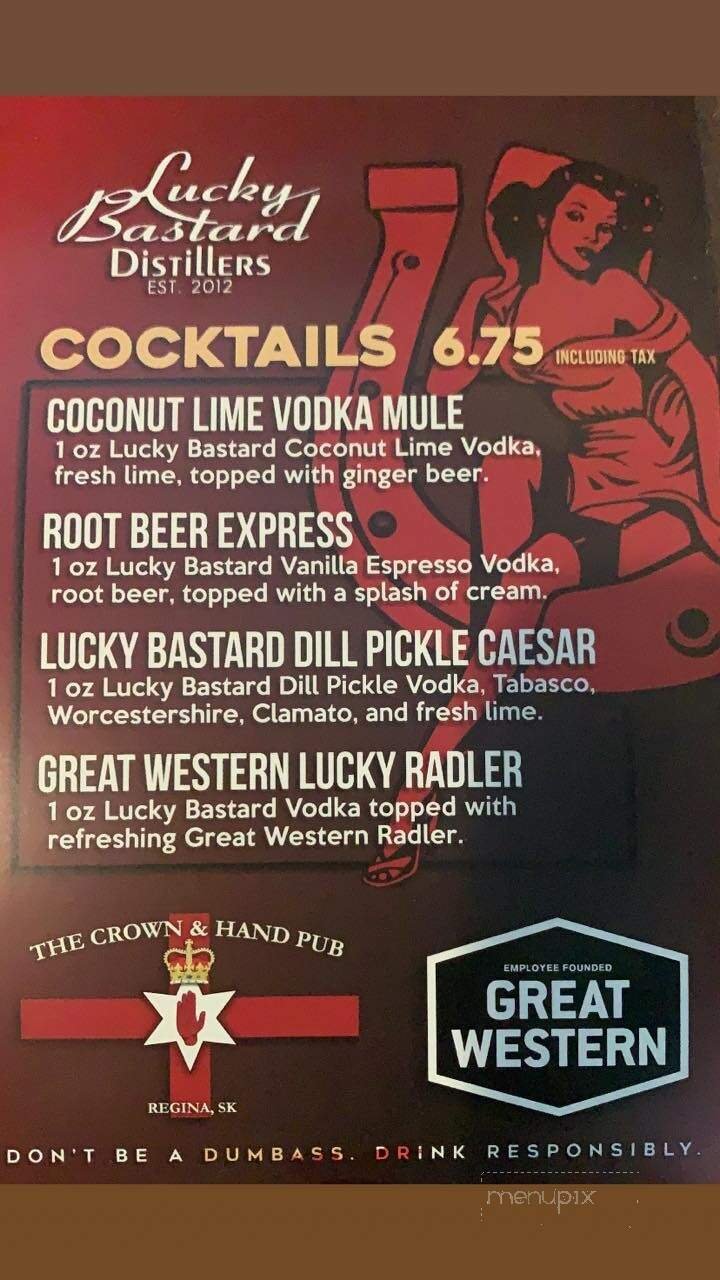 Lucky
Bastard
DISTILLERS
EST. 2012
COCKTAILS 6.75 INCLUDING TAX
COCONUT LIME VODKA MULE
1 oz Lucky Bastard Coconut Lime Vodka,
fresh lime, topped with ginger beer.
ROOT BEER EXPRESS
1 oz Lucky Bastard Vanilla Espresso Vodka,
root beer, topped with a splash of cream.
LUCKY BASTARD DILL PICKLE CAESAR
1 oz Lucky Bastard Dill Pickle Vodka, Tabasco,
Worcestershire, Clamato, and fresh lime.
GREAT WESTERN LUCKY RADLER
1 oz Lucky Bastard Vodka topped with
refreshing Great Western Radler.
THE CROWN & HAND PUB
REGINA, SK
EMPLOYEE FOUNDED
GREAT
WESTERN
DON'T BE A DUMBASS. DRINK RESPONSIBLY.
menupix